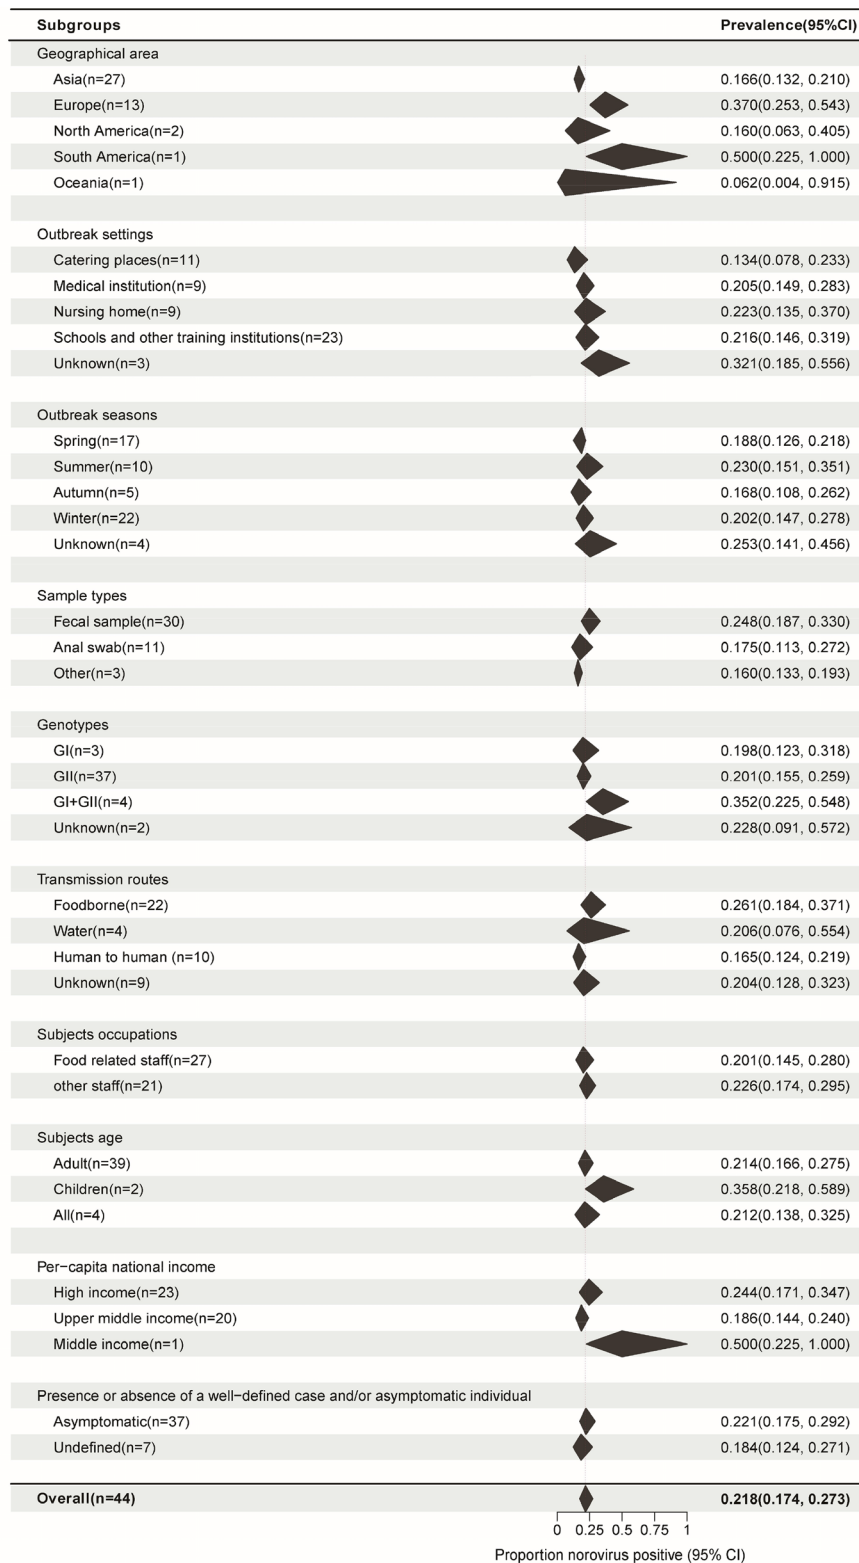 Subgroups Prevalence(95%CI)
Geographical area
Asia(n=27) 0.166(0.132, 0.210)
Europe(n=13) 0.370(0.253, 0.543)
North America(n=2) 0.160(0.063, 0.405)
South America(n=1) 0.500(0.225, 1.000)
Oceania(n=1) 0.062(0.004, 0.915)
Outbreak settings
Catering places(n=11) 0.134(0.078, 0.233)
Medical institution(n=9) 0.205(0.149, 0.283)
Nursing home(n=9) 0.223(0.135, 0.370)
Schools and other training institutions(n=23) 0.216(0.146, 0.319)
Unknown(n=3) 0.321(0.185, 0.556)
Outbreak seasons
Spring(n=17) 0.188(0.126, 0.218)
Summer(n=10) 0.230(0.151, 0.351)
Autumn(n=5) 0.168(0.108, 0.262)
Winter(n=22) 0.202(0.147, 0.278)
Unknown(n=4) 0.253(0.141, 0.456)
Sample types
Fecal sample(n=30) 0.248(0.187, 0.330)
Anal swab(n=11) 0.175(0.113, 0.272)
Other(n=3) 0.160(0.133, 0.193)
Genotypes
GI(n=3) 0.198(0.123, 0.318)
GII(n=37) 0.201(0.155, 0.259)
GI+GII(n=4) 0.352(0.225, 0.548)
Unknown(n=2) 0.228(0.091, 0.572)
Transmission routes
Foodborne(n=22) 0.261(0.184, 0.371)
Water(n=4) 0.206(0.076, 0.554)
Human to human (n=10) 0.165(0.124, 0.219)
Unknown(n=9) 0.204(0.128, 0.323)
Subjects occupations
Food related staff(n=27) 0.201(0.145, 0.280)
other staff(n=21) 0.226(0.174, 0.295)
Subjects age
Adult(n=39) 0.214(0.166, 0.275)
Children(n=2) 0.358(0.218, 0.589)
All(n=4) 0.212(0.138, 0.325)
Per−capita national income
High income(n=23) 0.244(0.171, 0.347)
Upper middle income(n=20) 0.186(0.144, 0.240)
Middle income(n=1) 0.500(0.225, 1.000)
Presence or absence of a well−defined case and/or asymptomatic individual
Asymptomatic(n=37) 0.221(0.175, 0.292)
Undefined(n=7) 0.184(0.124, 0.271)
Overall(n=44) 0.218(0.174, 0.273)
0 0.25 0.5 0.75 1
Proportion norovirus positive (95% CI)